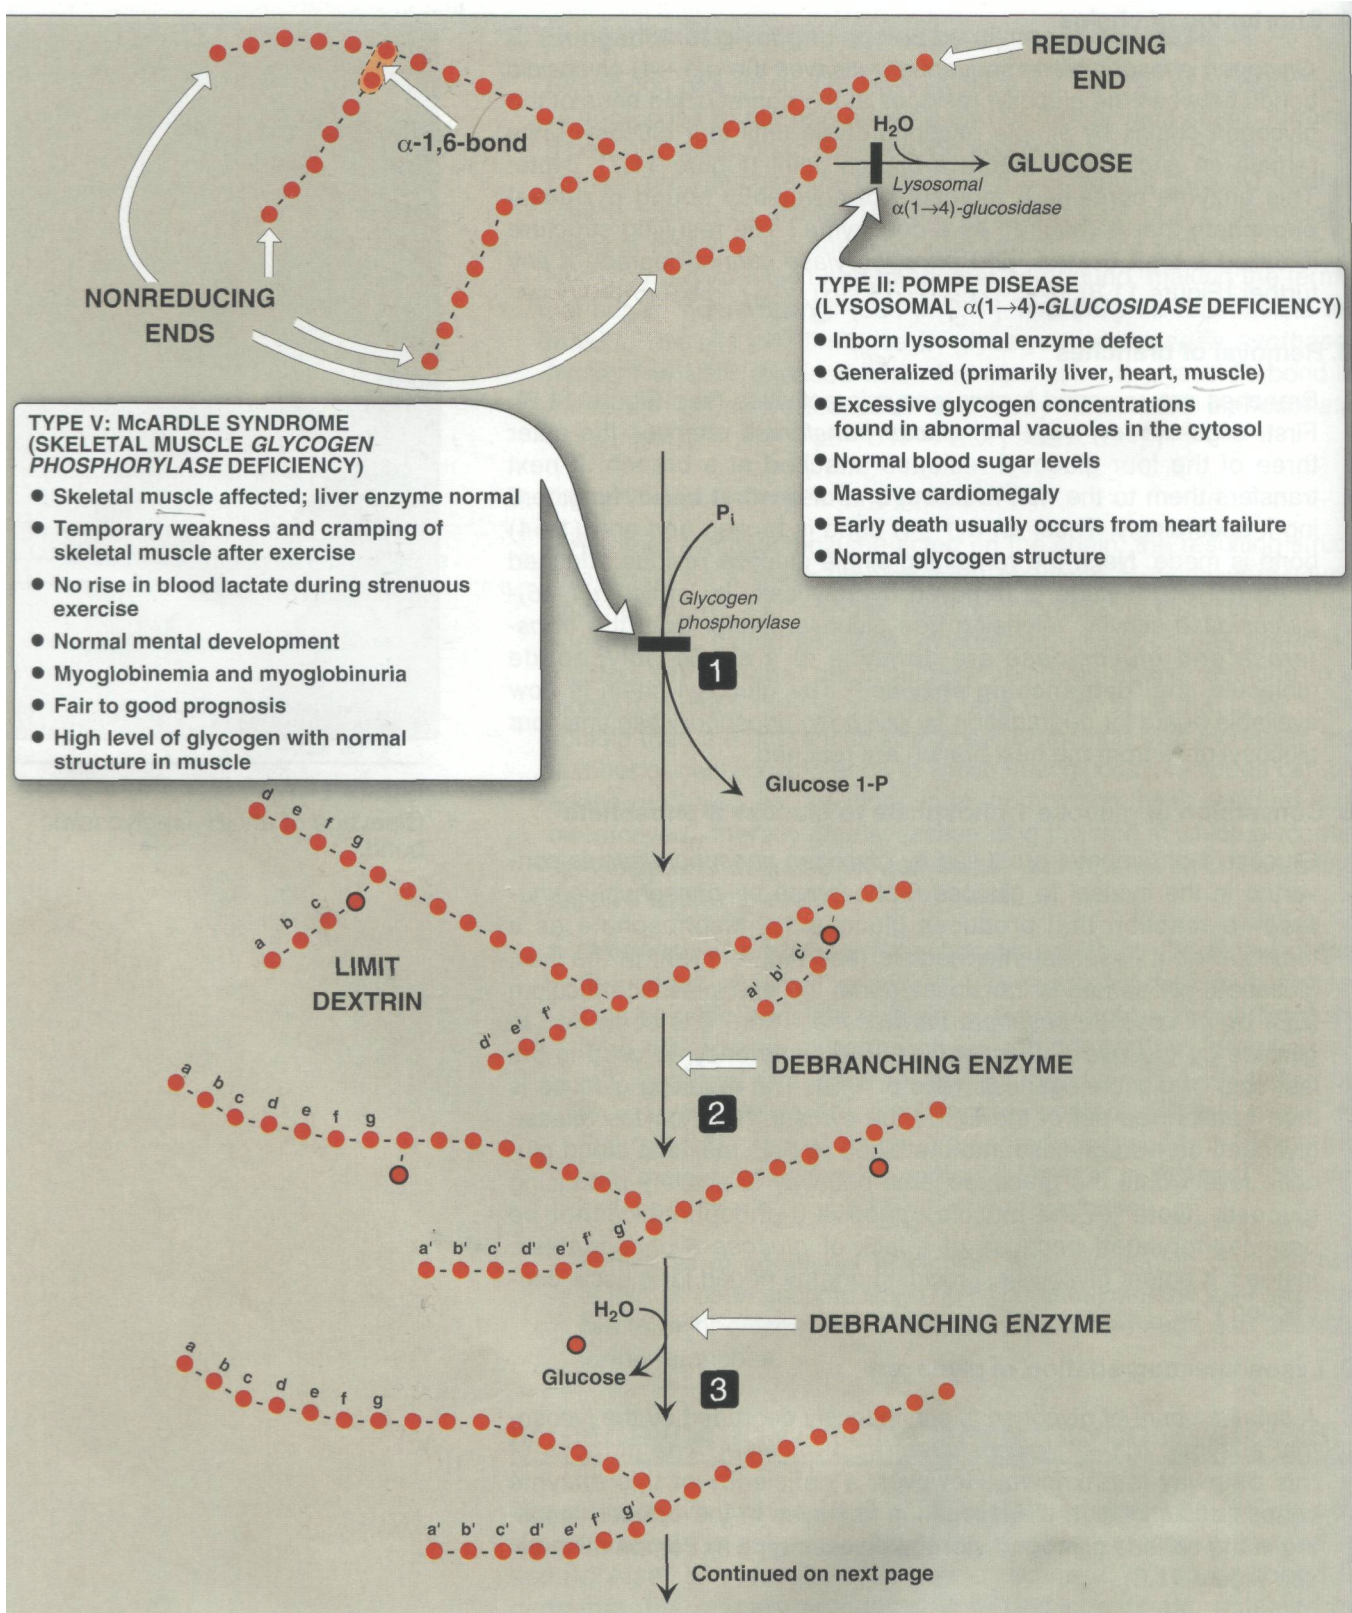 REDUCING
END
α-1,6-bond
H₂O
GLUCOSE
Lysosomal
α(1→4)-glucosidase
NONREDUCING
ENDS
TYPE II: POMPE DISEASE
(LYSOSOMAL α(1→4)-GLUCOSIDASE DEFICIENCY)
● Inborn lysosomal enzyme defect
● Generalized (primarily liver, heart, muscle)
● Excessive glycogen concentrations
found in abnormal vacuoles in the cytosol
● Normal blood sugar levels
● Massive cardiomegaly
● Early death usually occurs from heart failure
● Normal glycogen structure
TYPE V: McARDLE SYNDROME
(SKELETAL MUSCLE GLYCOGEN
PHOSPHORYLASE DEFICIENCY)
● Skeletal muscle affected; liver enzyme normal
● Temporary weakness and cramping of
skeletal muscle after exercise
● No rise in blood lactate during strenuous
exercise
● Normal mental development
● Myoglobinemia and myoglobinuria
● Fair to good prognosis
● High level of glycogen with normal
structure in muscle
Pᵢ
Glycogen
phosphorylase
1
Glucose 1-P
d e f g
a b c
LIMIT
DEXTRIN
a' b' c'
d' e' f'
DEBRANCHING ENZYME
2
a b c d e f g
a' b' c' d' e' f' g'
H₂O
DEBRANCHING ENZYME
Glucose
3
a b c d e f g
a' b' c' d' e' f' g'
Continued on next page